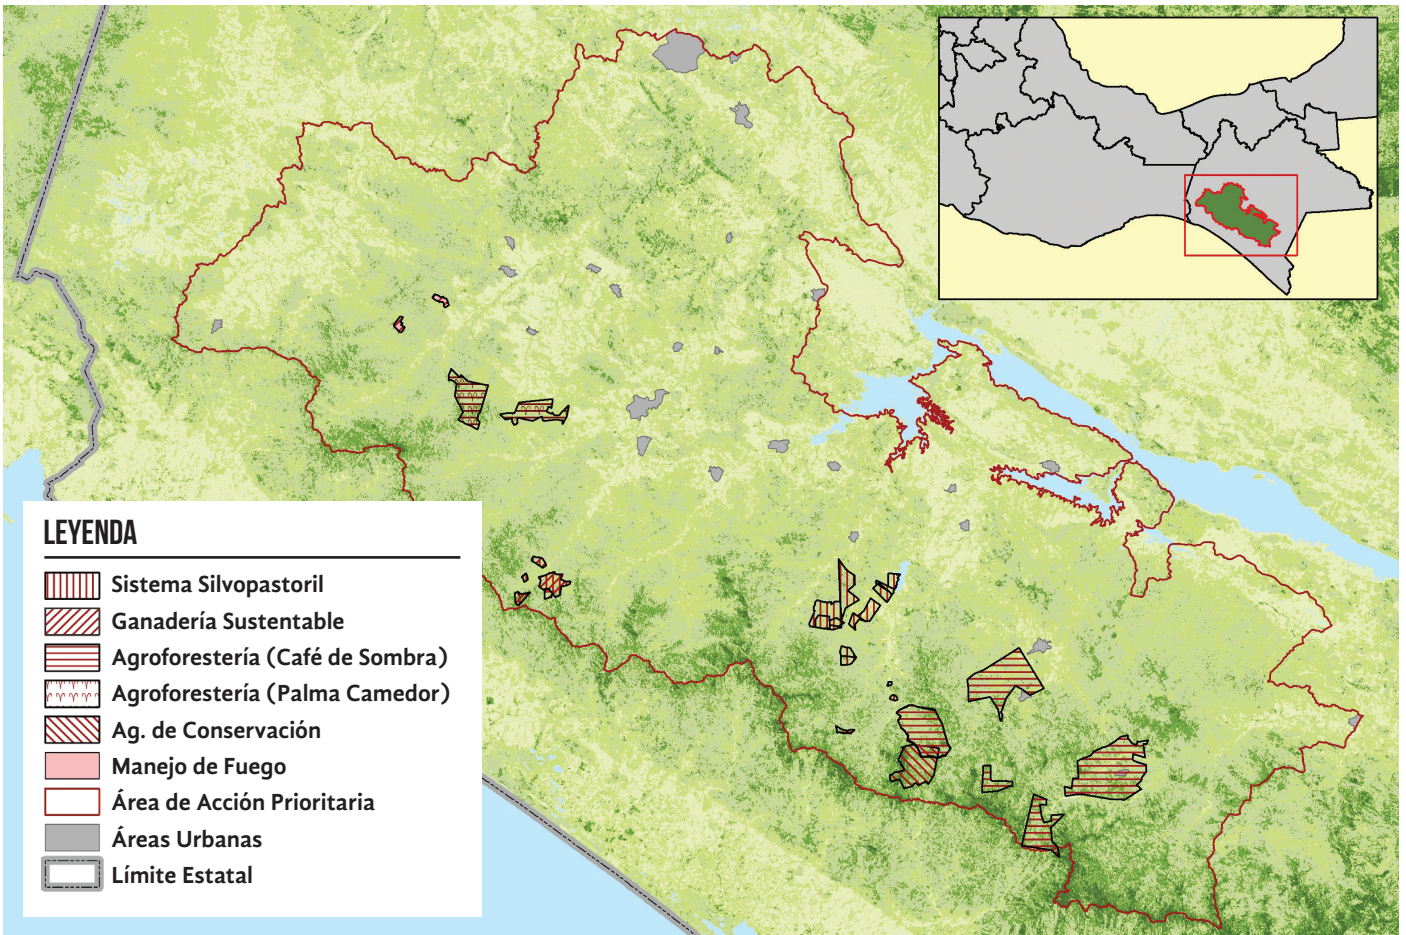 LEYENDA
Sistema Silvopastoril
Ganadería Sustentable
Agroforestería (Café de Sombra)
Agroforestería (Palma Camedor)
Ag. de Conservación
Manejo de Fuego
Área de Acción Prioritaria
Áreas Urbanas
Límite Estatal